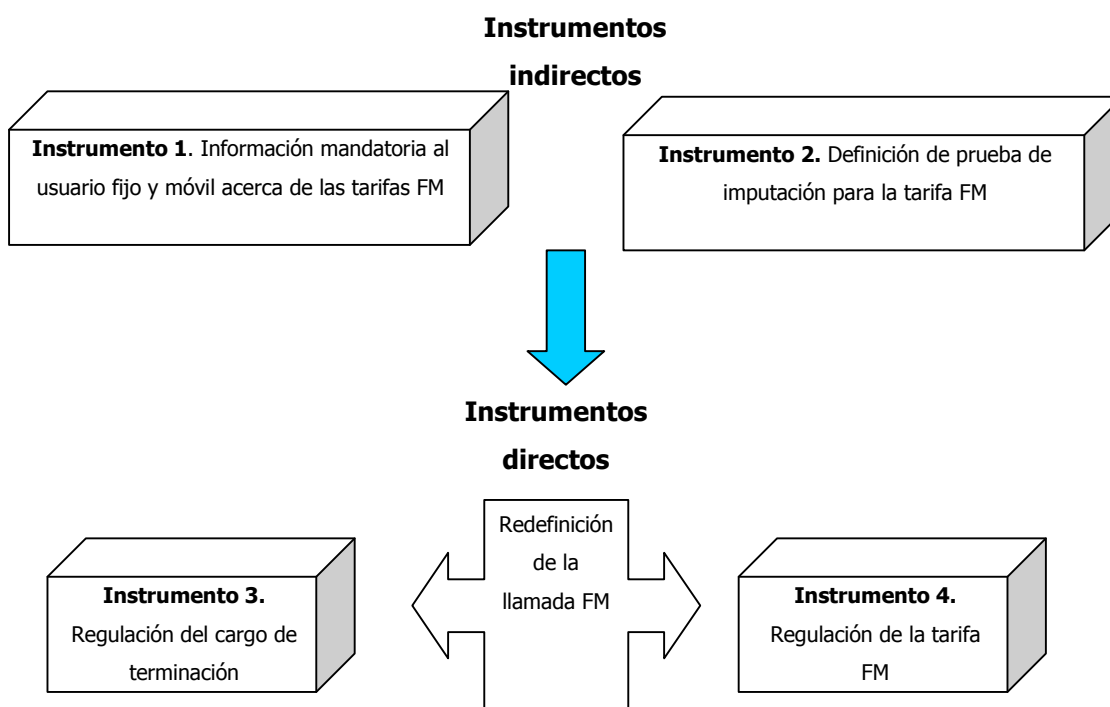 Instrumentos
indirectos
Instrumento 1. Información mandatoria al
usuario fijo y móvil acerca de las tarifas FM
Instrumento 2. Definición de prueba de
imputación para la tarifa FM
Instrumentos
directos
Redefinición
de la
llamada FM
Instrumento 3.
Regulación del cargo de
terminación
Instrumento 4.
Regulación de la tarifa
FM